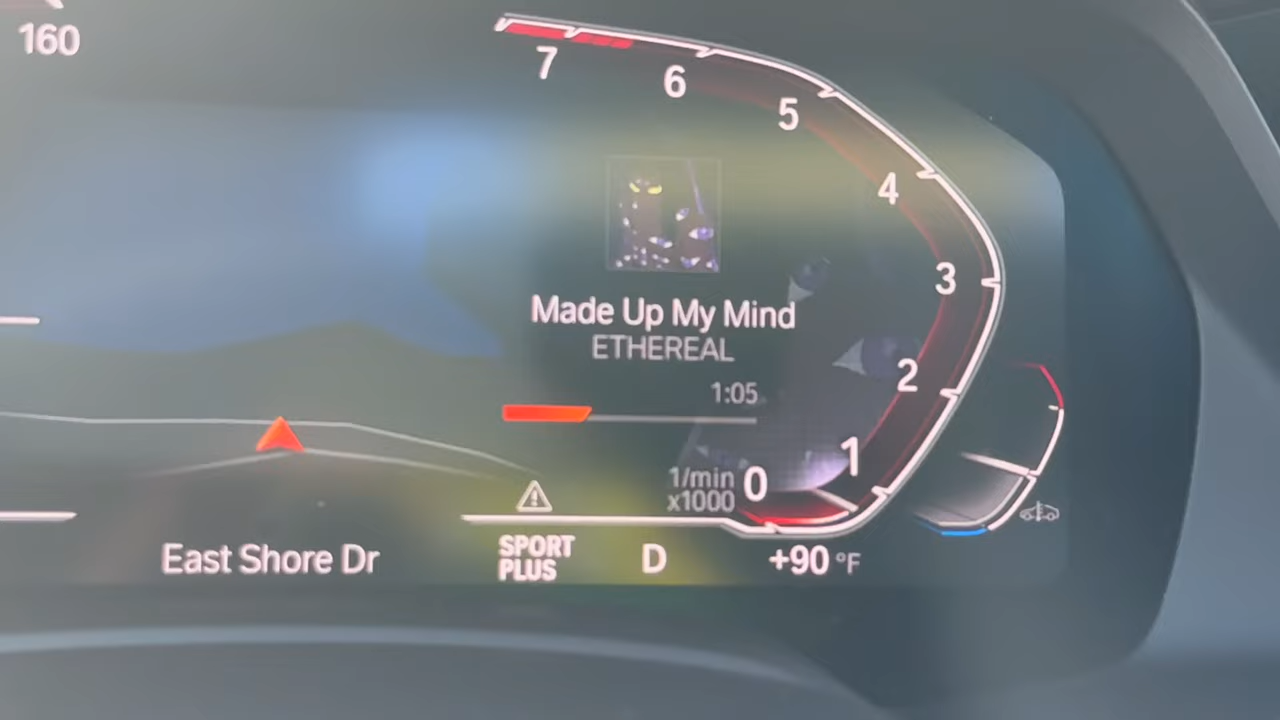 160
7
6
5
4
3
2
1
0
Made Up My Mind
ETHEREAL
1:05
1/min
x1000
East Shore Dr
SPORT
PLUS
D
+90 °F